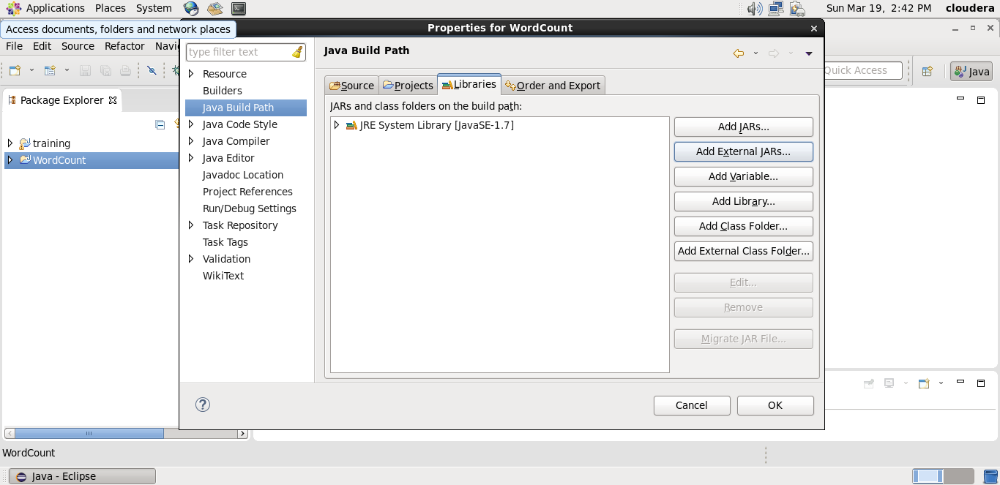 Applications Places System Sun Mar 19, 2:42 PM cloudera
Access documents, folders and network places
Properties for WordCount
File Edit Source Refactor Navi
type filter text
Java Build Path
Quick Access
Java
Package Explorer
Resource
Builders
Java Build Path
Java Code Style
Java Compiler
Java Editor
Javadoc Location
Project References
Run/Debug Settings
Task Repository
Task Tags
Validation
WikiText
training
WordCount
Source Projects Libraries Order and Export
JARs and class folders on the build path:
JRE System Library [JavaSE-1.7]
Add JARs...
Add External JARs...
Add Variable...
Add Library...
Add Class Folder...
Add External Class Folder...
Edit...
Remove
Migrate JAR File...
?
Cancel OK
WordCount
Java - Eclipse